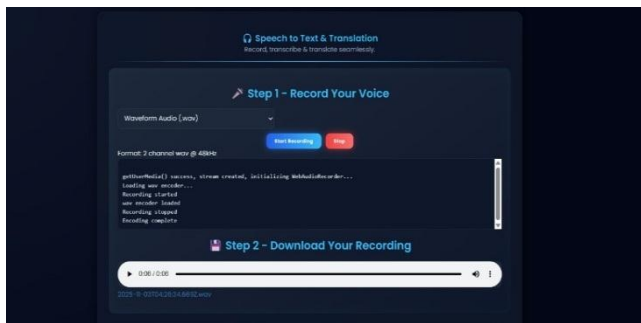 Speech to Text & Translation
Record, transcribe & translate seamlessly.
Step 1 - Record Your Voice
Waveform Audio (.wav)
Start Recording Stop
Format: 2 channel wav @ 48kHz
getUserMedia() success, stream created, initializing WebAudioRecorder...
Loading wav encoder...
Recording started
wav encoder loaded
Recording stopped
Encoding complete
Step 2 - Download Your Recording
0:06 / 0:06